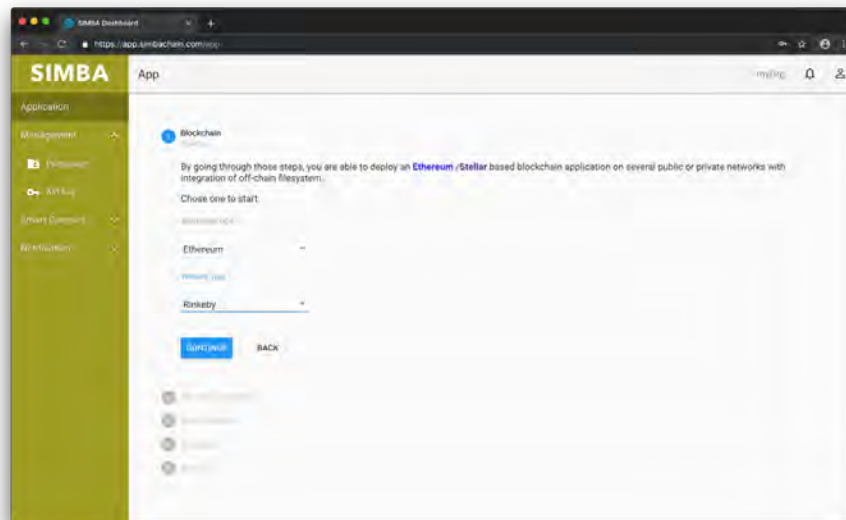 SIMBA Dashboard
https://app.simbachain.com/app
SIMBA
App
Application
Management
API Key
Smart Contract
Notification
Blockchain
By going through those steps, you are able to deploy an Ethereum /Stellar based blockchain application on several public or private networks with
integration of off-chain filesystem.
Chose one to start
Ethereum
Rinkeby
CONTINUE
BACK